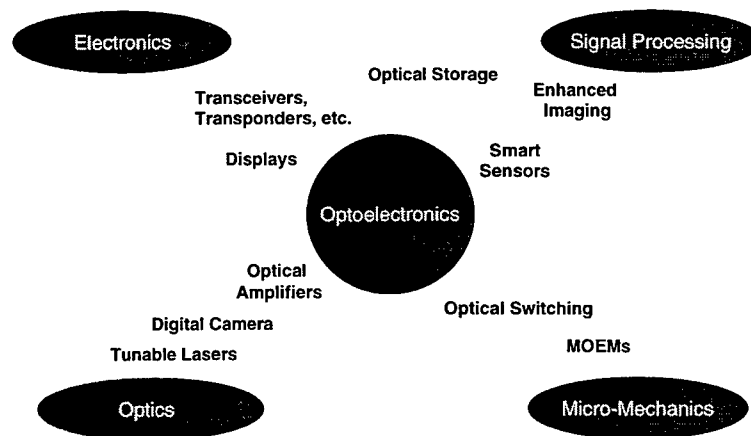 Electronics
Signal Processing
Optical Storage
Enhanced
Imaging
Transceivers,
Transponders, etc.
Displays
Smart
Sensors
Optoelectronics
Optical
Amplifiers
Optical Switching
Digital Camera
Tunable Lasers
MOEMs
Optics
Micro-Mechanics